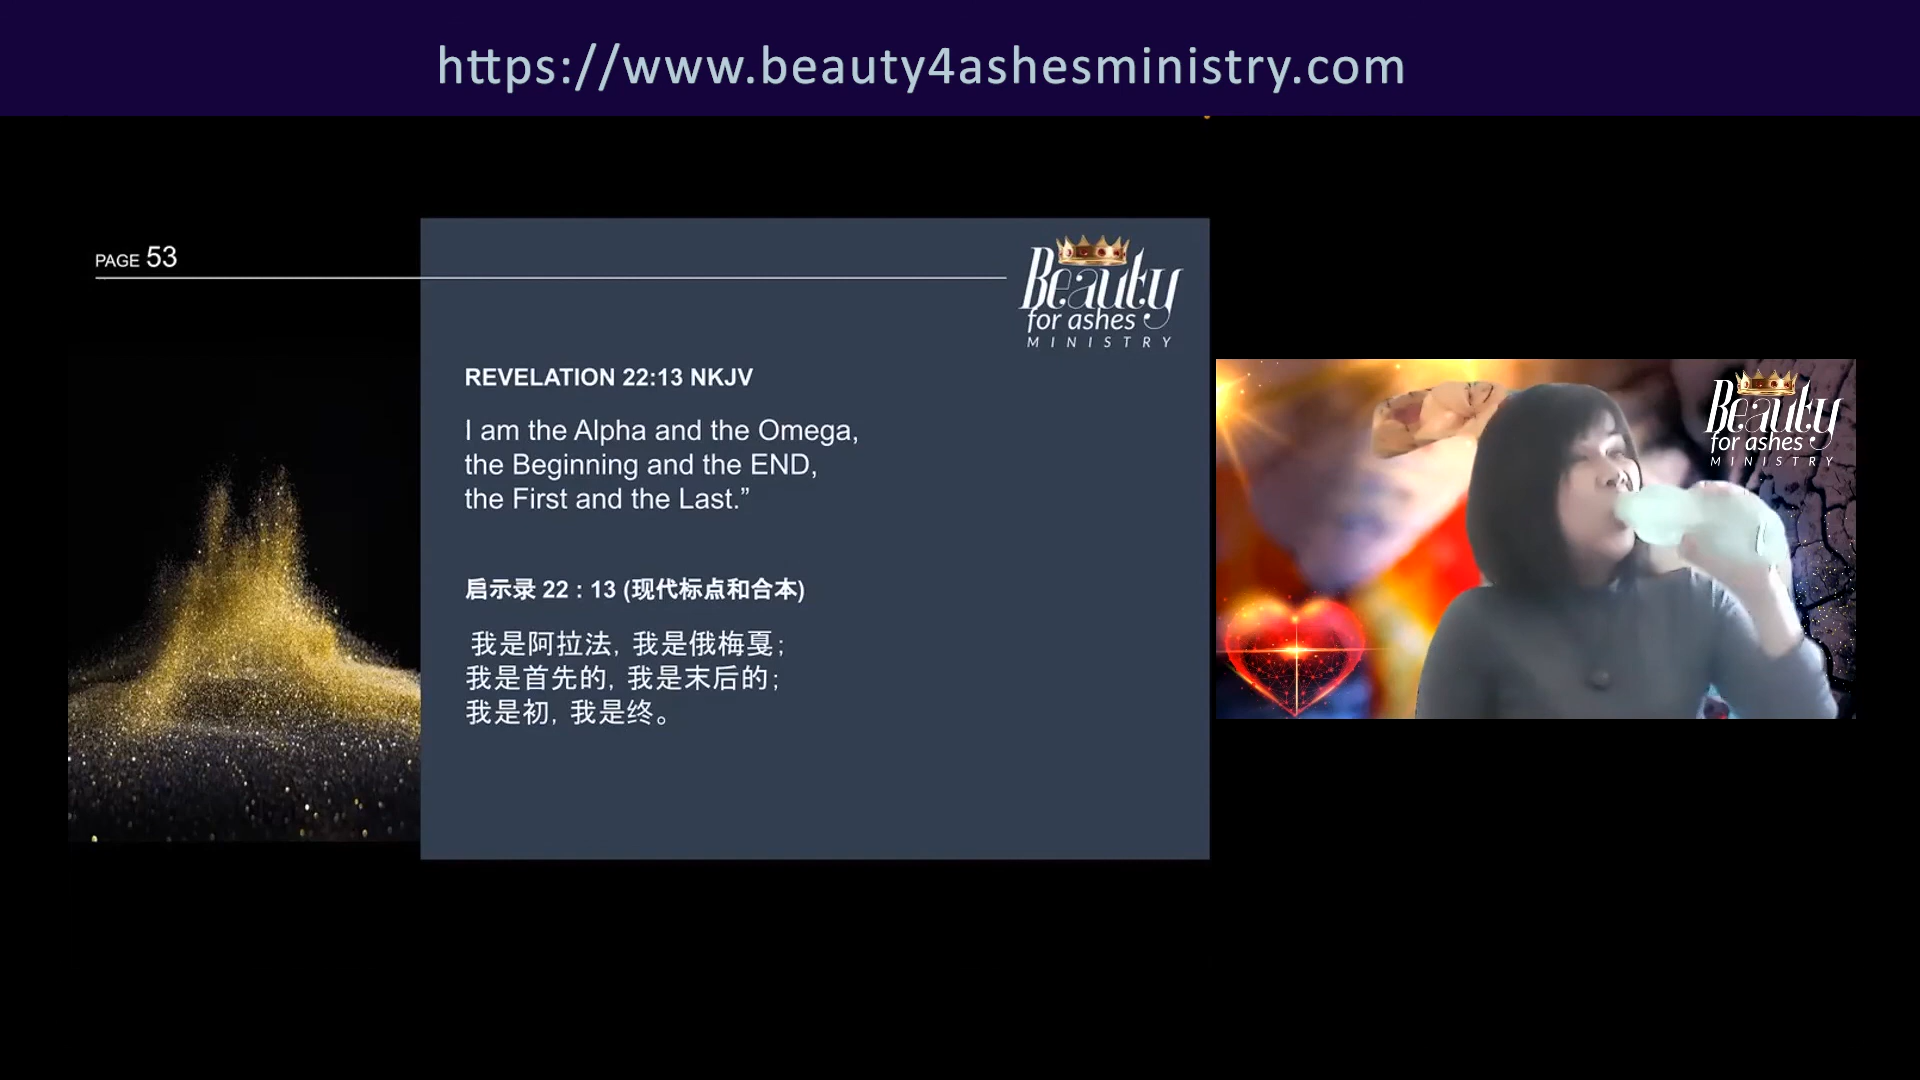 https://www.beauty4ashesministry.com
PAGE 53
Beauty
for ashes
MINISTRY
REVELATION 22:13 NKJV
I am the Alpha and the Omega,
the Beginning and the END,
the First and the Last.”
启示录 22 : 13 (现代标点和合本)
我是阿拉法，我是俄梅戛；
我是首先的，我是末后的；
我是初，我是终。
Beauty
for ashes
MINISTRY